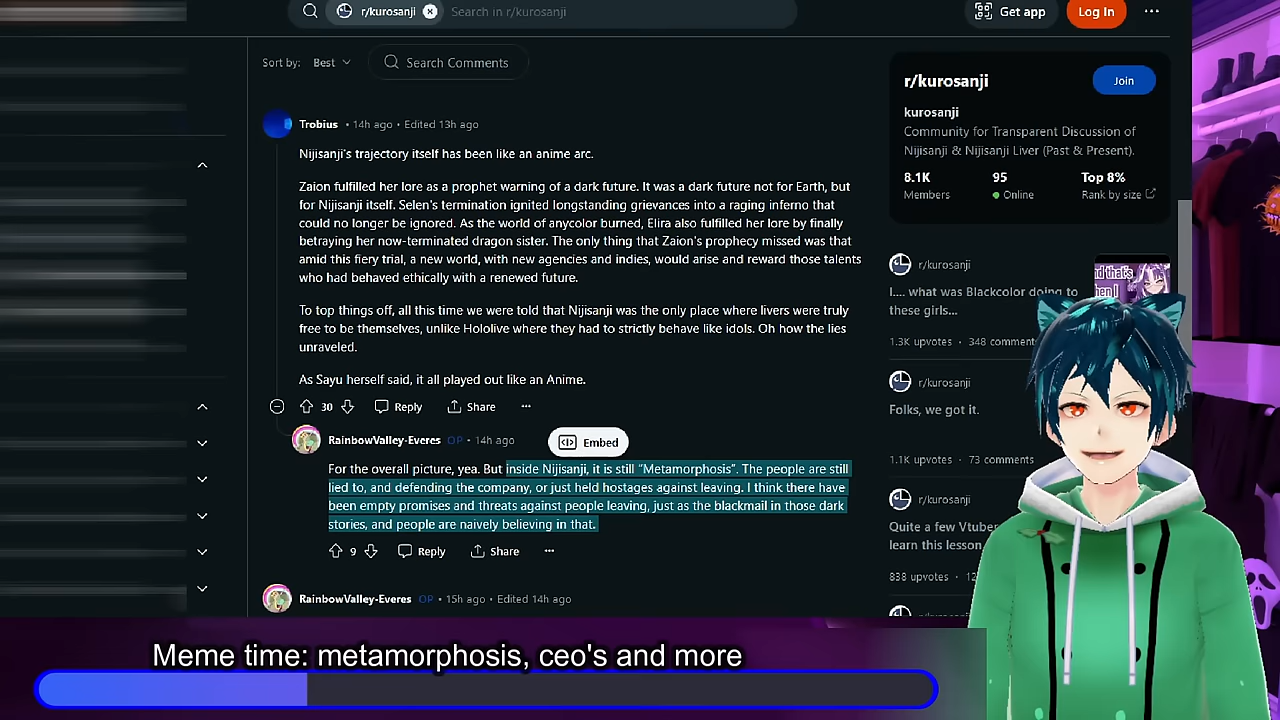 r/kurosanji
Search in r/kurosanji
Get app
Log In
Sort by: Best
Search Comments
Trobius • 14h ago • Edited 13h ago
Nijisanji's trajectory itself has been like an anime arc.
Zaion fulfilled her lore as a prophet warning of a dark future. It was a dark future not for Earth, but
for Nijisanji itself. Selen's termination ignited longstanding grievances into a raging inferno that
could no longer be ignored. As the world of anycolor burned, Elira also fulfilled her lore by finally
betraying her now-terminated dragon sister. The only thing that Zaion's prophecy missed was that
amid this fiery trial, a new world, with new agencies and indies, would arise and reward those talents
who had behaved ethically with a renewed future.
To top things off, all this time we were told that Nijisanji was the only place where livers were truly
free to be themselves, unlike Hololive where they had to strictly behave like idols. Oh how the lies
unraveled.
As Sayu herself said, it all played out like an Anime.
30 Reply Share
RainbowValley-Everes OP • 14h ago
Embed
For the overall picture, yea. But inside Nijisanji, it is still “Metamorphosis”. The people are still
lied to, and defending the company, or just held hostages against leaving. I think there have
been empty promises and threats against people leaving, just as the blackmail in those dark
stories, and people are naively believing in that.
9 Reply Share
RainbowValley-Everes OP • 15h ago • Edited 14h ago
r/kurosanji
Join
kurosanji
Community for Transparent Discussion of
Nijisanji & Nijisanji Liver (Past & Present).
8.1K 95 Top 8%
Members Online Rank by size
r/kurosanji
I.... what was Blackcolor doing to
these girls...
1.3K upvotes • 348 comment
r/kurosanji
Folks, we got it.
1.1K upvotes • 73 comments
r/kurosanji
Quite a few Vtuber
learn this lesson
838 upvotes • 12
Meme time: metamorphosis, ceo's and more